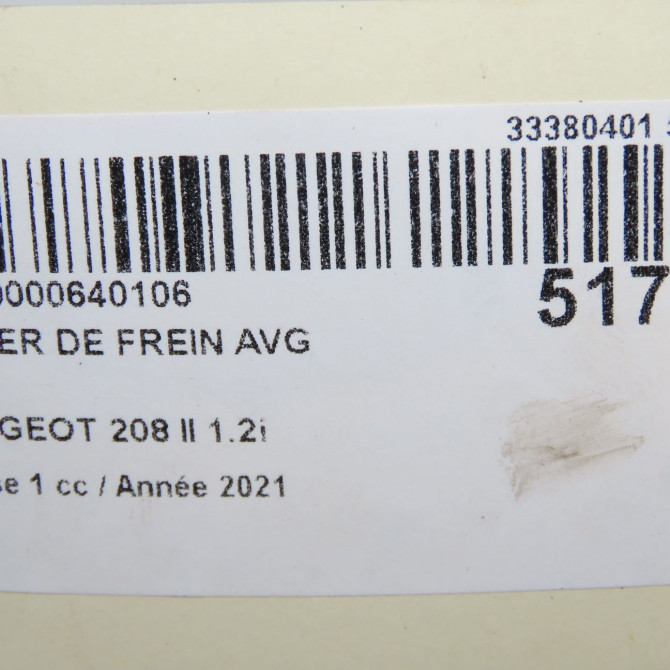 33380401
0000640106
517
ER DE FREIN AVG
GEOT 208 II 1.2i
se 1 cc / Année 2021